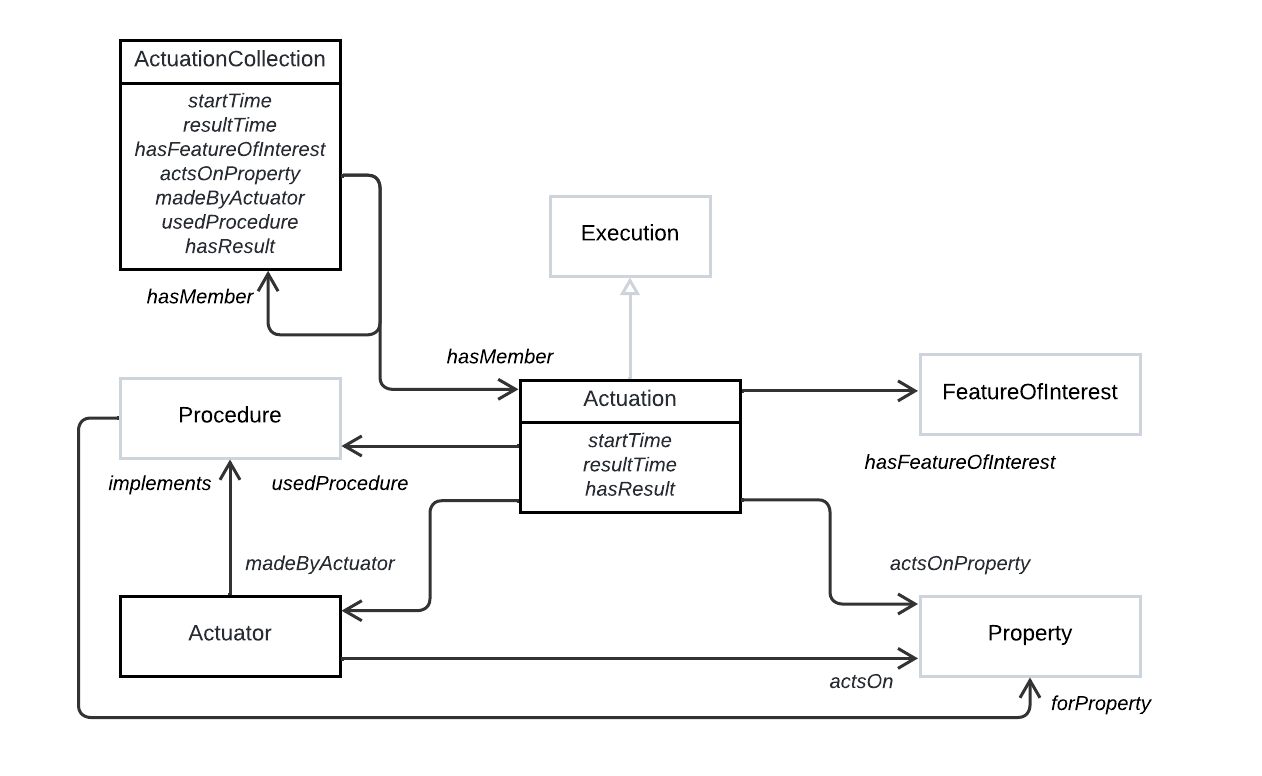 ActuationCollection
startTime
resultTime
hasFeatureOfInterest
actsOnProperty
madeByActuator
usedProcedure
hasResult
hasMember
Execution
hasMember
Actuation
startTime
resultTime
hasResult
FeatureOfInterest
hasFeatureOfInterest
Procedure
implements
usedProcedure
madeByActuator
actsOnProperty
Actuator
Property
actsOn
forProperty